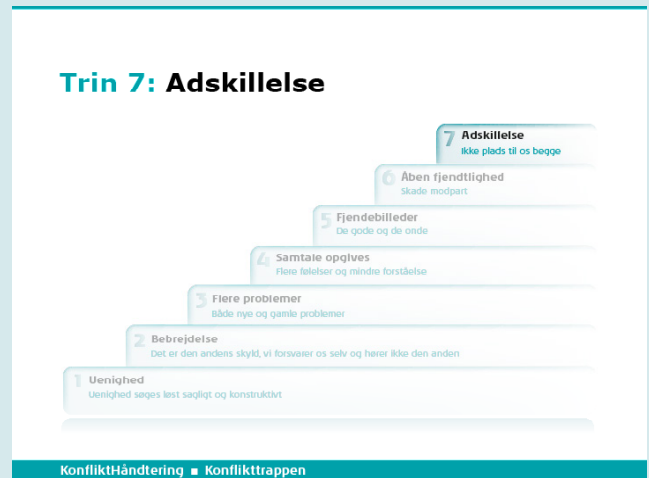 Trin 7: Adskillelse
7 Adskillelse
Ikke plads til os begge
6 Åben fjendtlighed
Skade modpart
5 Fjendebilleder
De gode og de onde
4 Samtale opgives
Flere følelser og mindre forståelse
3 Flere problemer
Både nye og gamle problemer
2 Bebrejdelse
Det er den andens skyld, vi forsvarer os selv og hører ikke den anden
1 Uenighed
Uenighed søges løst sagligt og konstruktivt
KonfliktHåndtering ■ Konflikttrappen